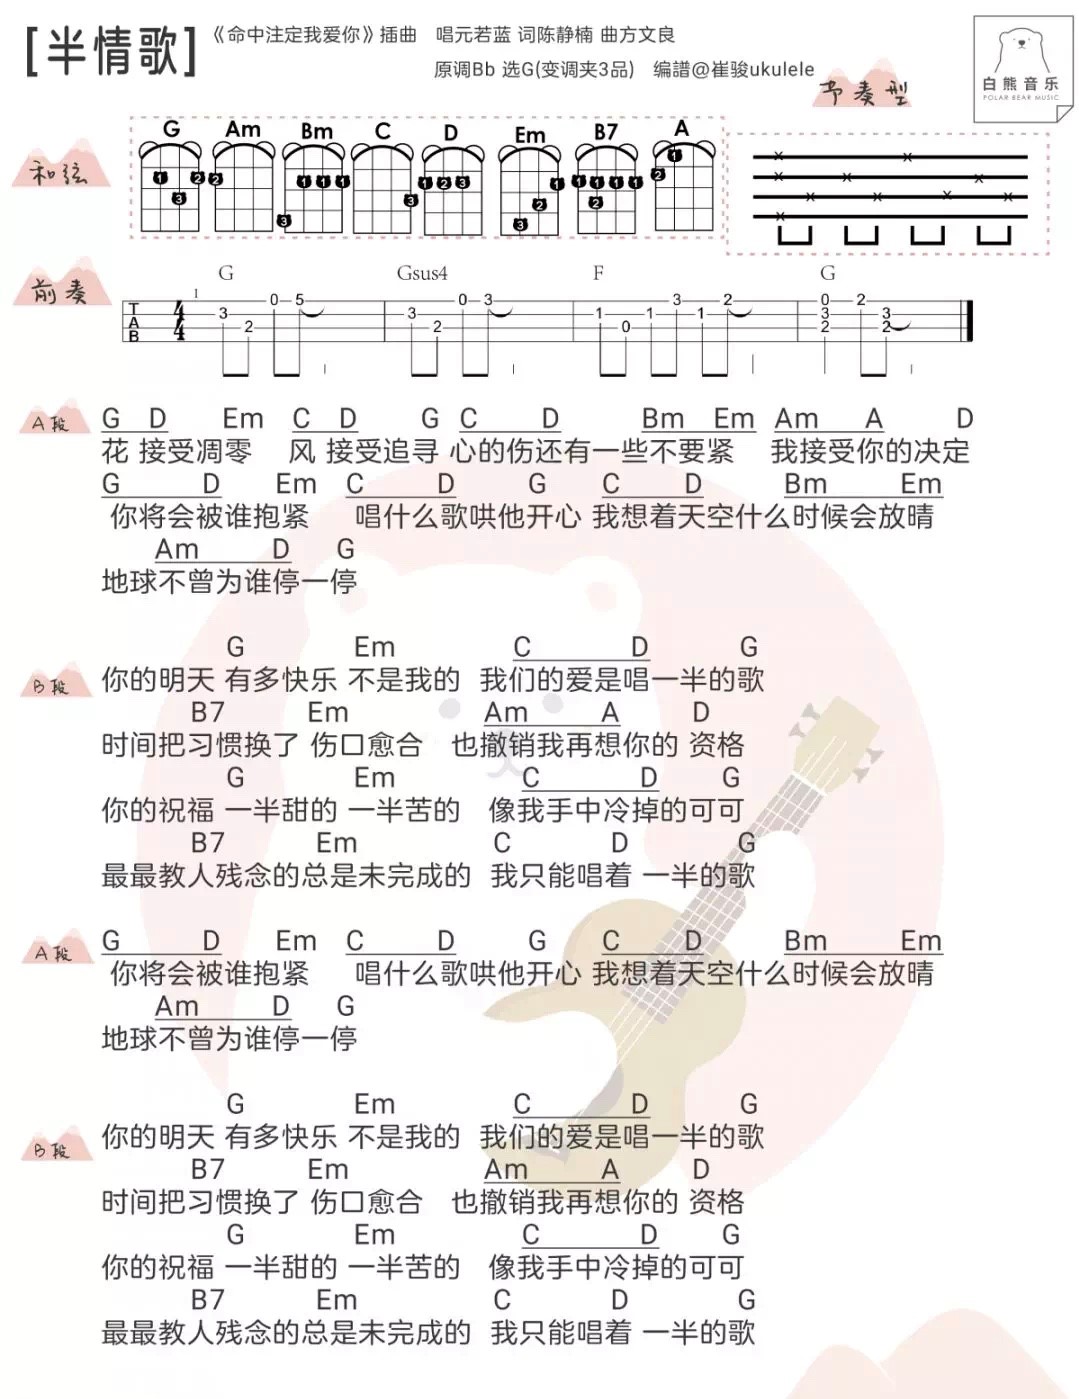 [半情歌]
《命中注定我爱你》插曲 唱元若蓝 词陈静楠 曲方文良
原调Bb 选G(变调夹3品) 编谱@崔骏ukulele
白熊音乐
POLAR BEAR MUSIC
节奏型
和弦
G Am Bm C D Em B7 A
前奏
G Gsus4 F G
A段
G D Em C D G C D Bm Em Am A D
花 接受凋零 风 接受追寻 心的伤还有一些不要紧 我接受你的决定
G D Em C D G C D Bm Em
你将会被谁抱紧 唱什么歌哄他开心 我想着天空什么时候会放晴
Am D G
地球不曾为谁停一停
G Em C D G
B段
你的明天 有多快乐 不是我的 我们的爱是唱一半的歌
B7 Em Am A D
时间把习惯换了 伤口愈合 也撤销我再想你的 资格
G Em C D G
你的祝福 一半甜的 一半苦的 像我手中冷掉的可可
B7 Em C D G
最最教人残念的总是未完成的 我只能唱着 一半的歌
A段
G D Em C D G C D Bm Em
你将会被谁抱紧 唱什么歌哄他开心 我想着天空什么时候会放晴
Am D G
地球不曾为谁停一停
G Em C D G
B段
你的明天 有多快乐 不是我的 我们的爱是唱一半的歌
B7 Em Am A D
时间把习惯换了 伤口愈合 也撤销我再想你的 资格
G Em C D G
你的祝福 一半甜的 一半苦的 像我手中冷掉的可可
B7 Em C D G
最最教人残念的总是未完成的 我只能唱着 一半的歌